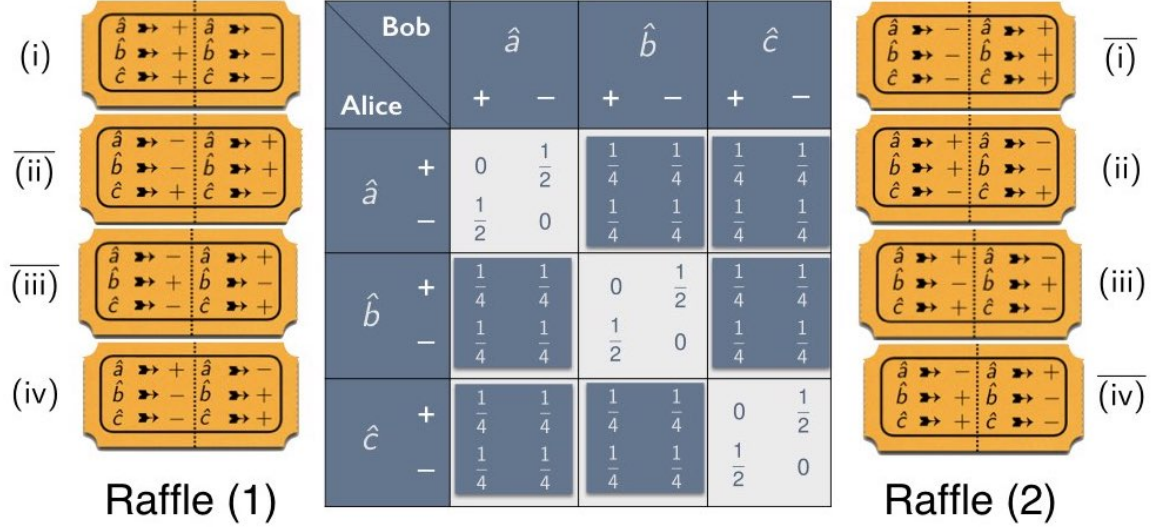 (i)
â ➳ + â ➳ −
b̂ ➳ + b̂ ➳ −
ĉ ➳ + ĉ ➳ −
(ii)
â ➳ − â ➳ +
b̂ ➳ − b̂ ➳ +
ĉ ➳ + ĉ ➳ −
(iii)
â ➳ − â ➳ +
b̂ ➳ + b̂ ➳ −
ĉ ➳ − ĉ ➳ +
(iv)
â ➳ + â ➳ −
b̂ ➳ − b̂ ➳ +
ĉ ➳ − ĉ ➳ +
Raffle (1)
Bob â b̂ ĉ
Alice + − + − + −
â + 0 1/2 1/4 1/4 1/4 1/4
− 1/2 0 1/4 1/4 1/4 1/4
b̂ + 1/4 1/4 0 1/2 1/4 1/4
− 1/4 1/4 1/2 0 1/4 1/4
ĉ + 1/4 1/4 1/4 1/4 0 1/2
− 1/4 1/4 1/4 1/4 1/2 0
(i)
â ➳ − â ➳ +
b̂ ➳ − b̂ ➳ +
ĉ ➳ − ĉ ➳ +
(ii)
â ➳ + â ➳ −
b̂ ➳ + b̂ ➳ −
ĉ ➳ − ĉ ➳ +
(iii)
â ➳ + â ➳ −
b̂ ➳ − b̂ ➳ +
ĉ ➳ + ĉ ➳ −
(iv)
â ➳ − â ➳ +
b̂ ➳ + b̂ ➳ −
ĉ ➳ + ĉ ➳ −
Raffle (2)